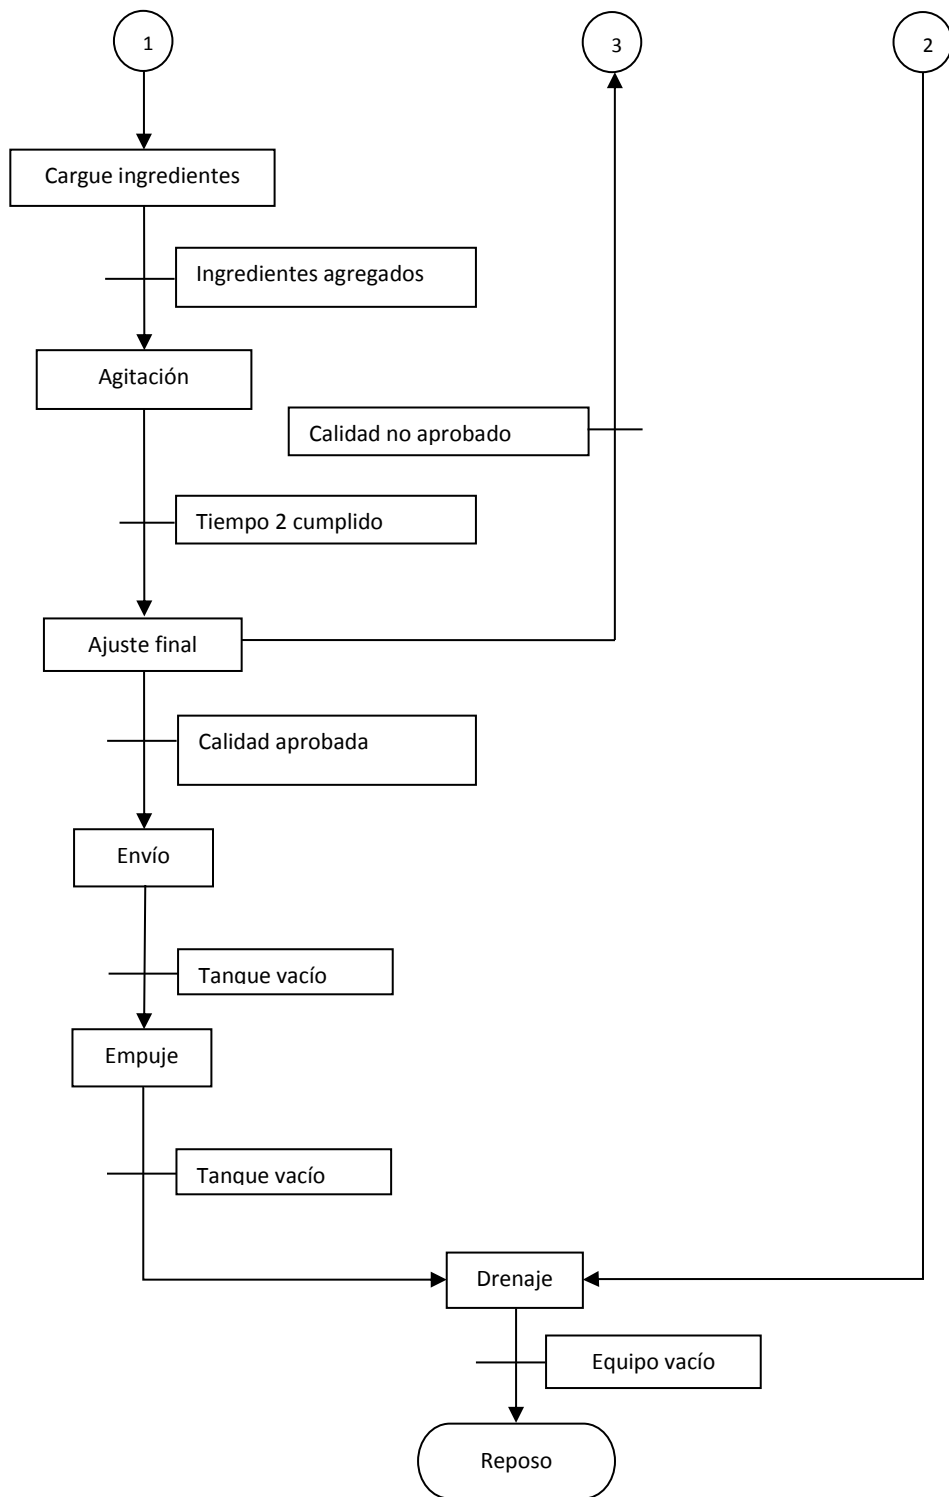 1
3
2
Cargue ingredientes
Ingredientes agregados
Agitación
Calidad no aprobado
Tiempo 2 cumplido
Ajuste final
Calidad aprobada
Envío
Tanque vacío
Empuje
Tanque vacío
Drenaje
Equipo vacío
Reposo